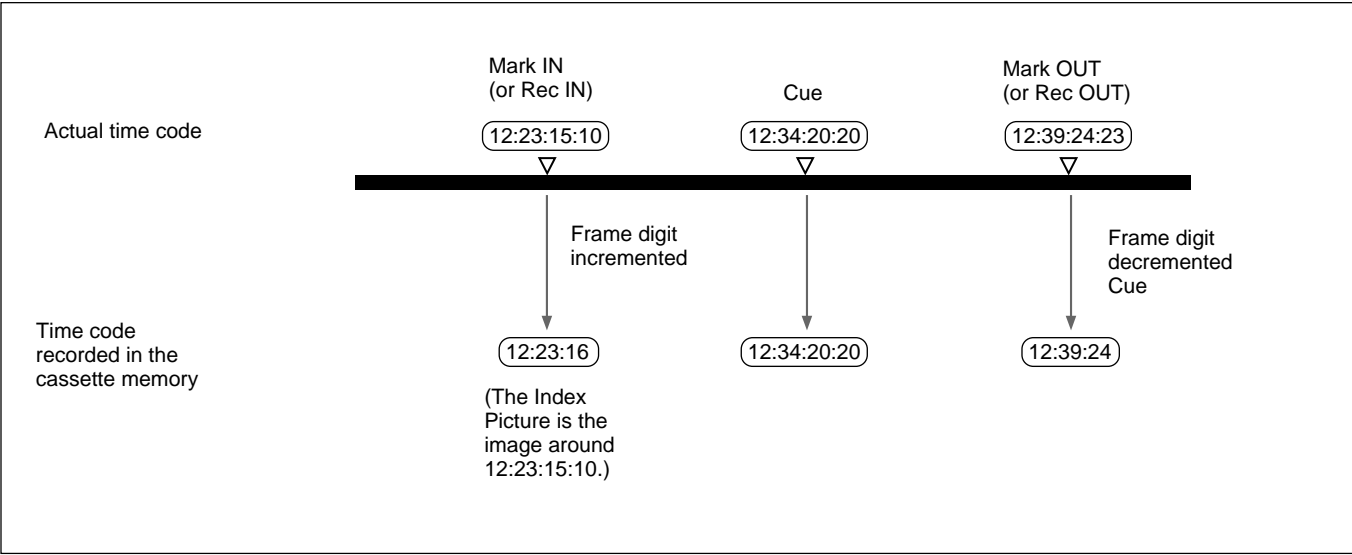 Mark IN
(or Rec IN)
Cue
Mark OUT
(or Rec OUT)
Actual time code
12:23:15:10
12:34:20:20
12:39:24:23
Frame digit
incremented
Frame digit
decremented
Cue
Time code
recorded in the
cassette memory
12:23:16
12:34:20:20
12:39:24
(The Index
Picture is the
image around
12:23:15:10.)